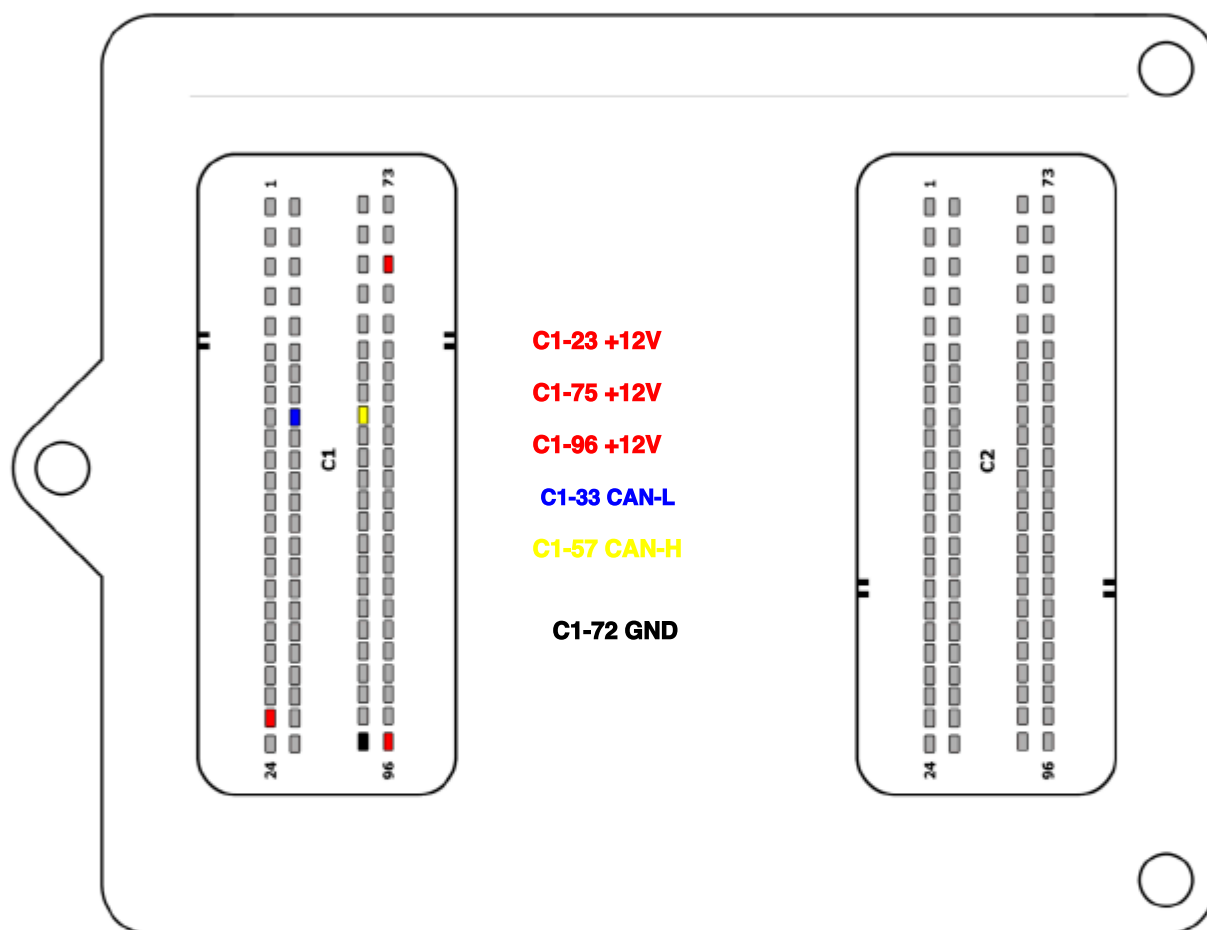 1
73
1
73
C1-23 +12V
C1-75 +12V
C1-96 +12V
C1
C2
C1-33 CAN-L
C1-57 CAN-H
C1-72 GND
24
96
24
96